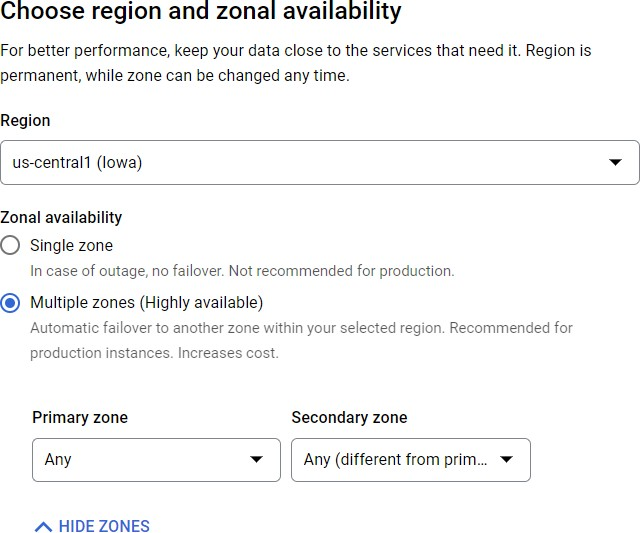 Choose region and zonal availability
For better performance, keep your data close to the services that need it. Region is
permanent, while zone can be changed any time.
Region
us-central1 (Iowa)
Zonal availability
Single zone
In case of outage, no failover. Not recommended for production.
Multiple zones (Highly available)
Automatic failover to another zone within your selected region. Recommended for
production instances. Increases cost.
Primary zone
Secondary zone
Any
Any (different from prim...
HIDE ZONES